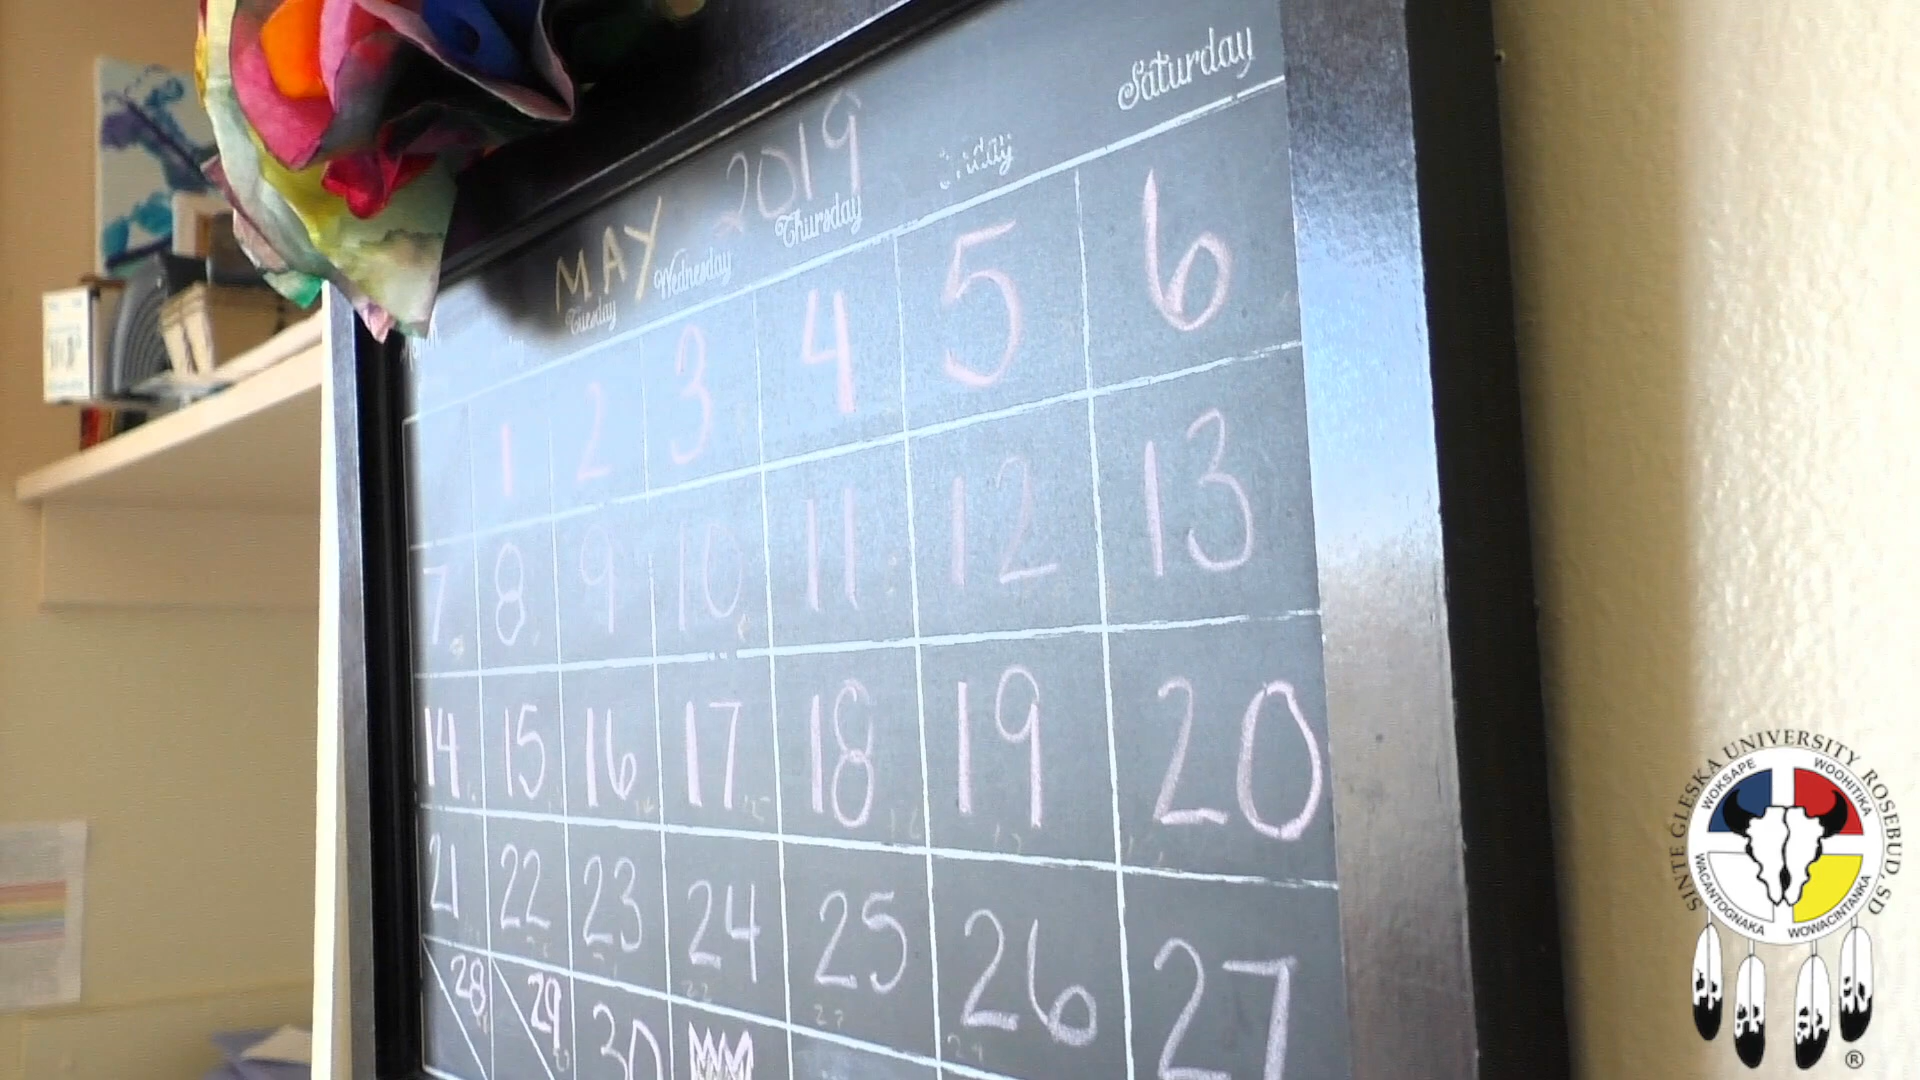 MAY 2019
Tuesday Wednesday Thursday Friday Saturday
1 2 3 4 5 6
7 8 9 10 11 12 13
14 15 16 17 18 19 20
21 22 23 24 25 26 27
28 29 30
SINTE GLESKA UNIVERSITY ROSEBUD, SD
WOKSAPE WOOHITIKA
WACANTOGNAKA WOWACINTANKA
®